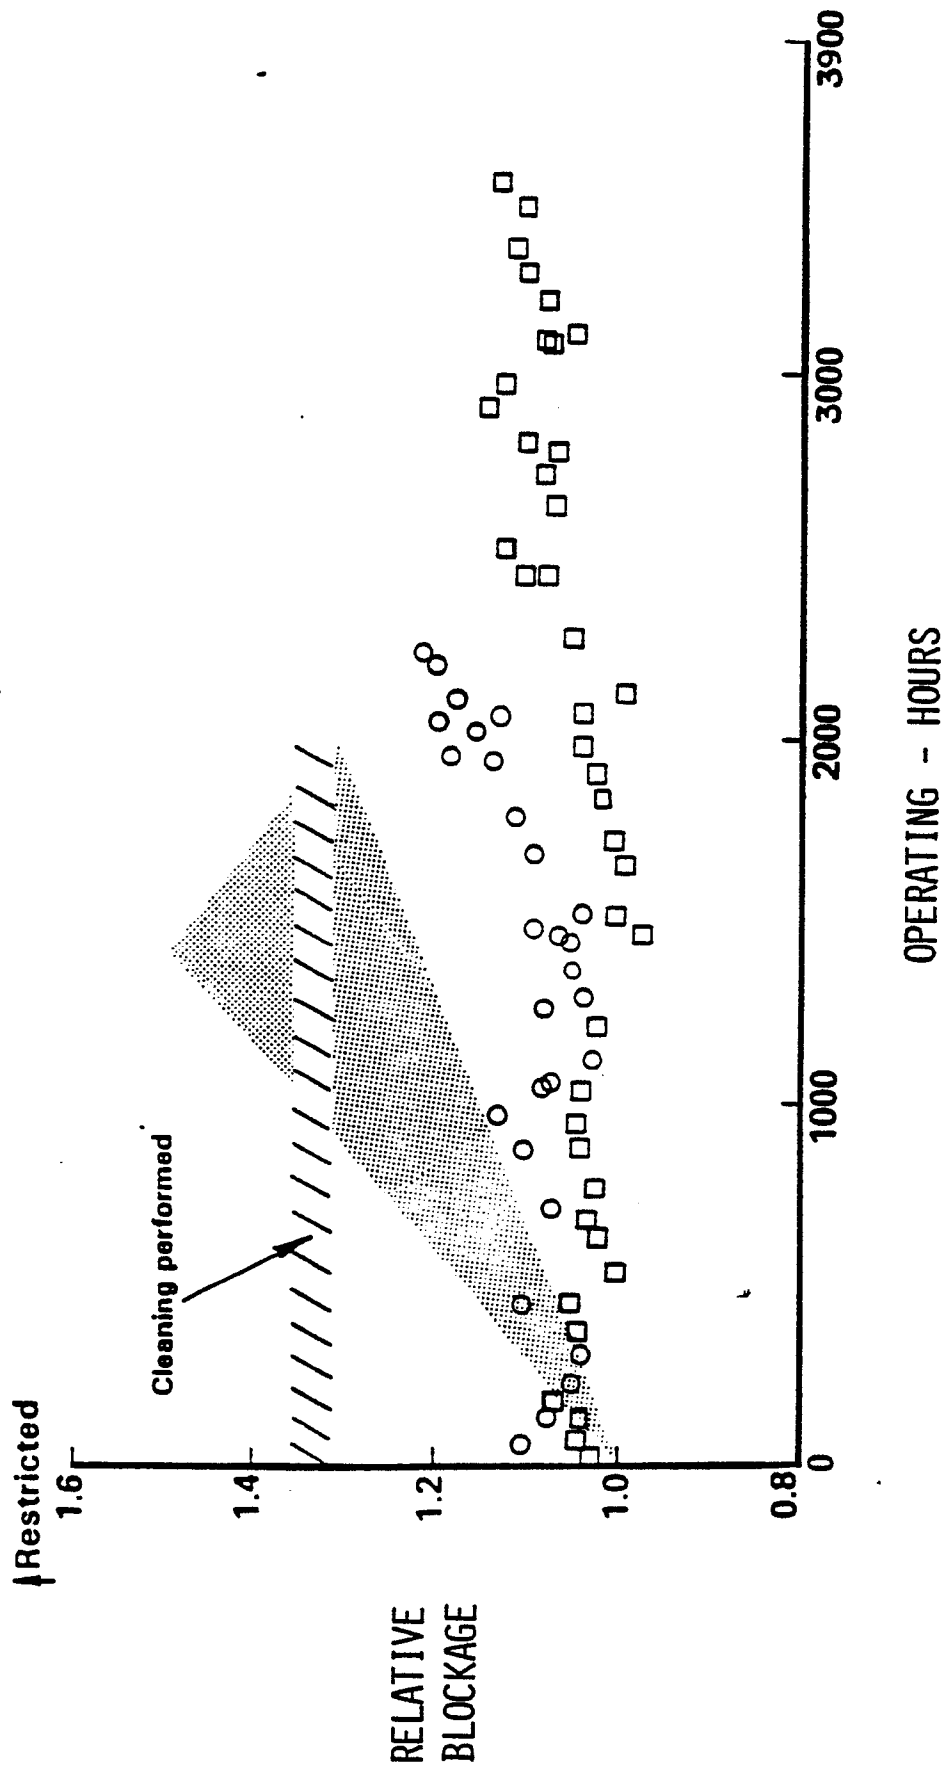 Restricted
1.6
1.4
1.2
1.0
0.8
RELATIVE
BLOCKAGE
Cleaning performed
0
1000
2000
3000
3900
OPERATING - HOURS